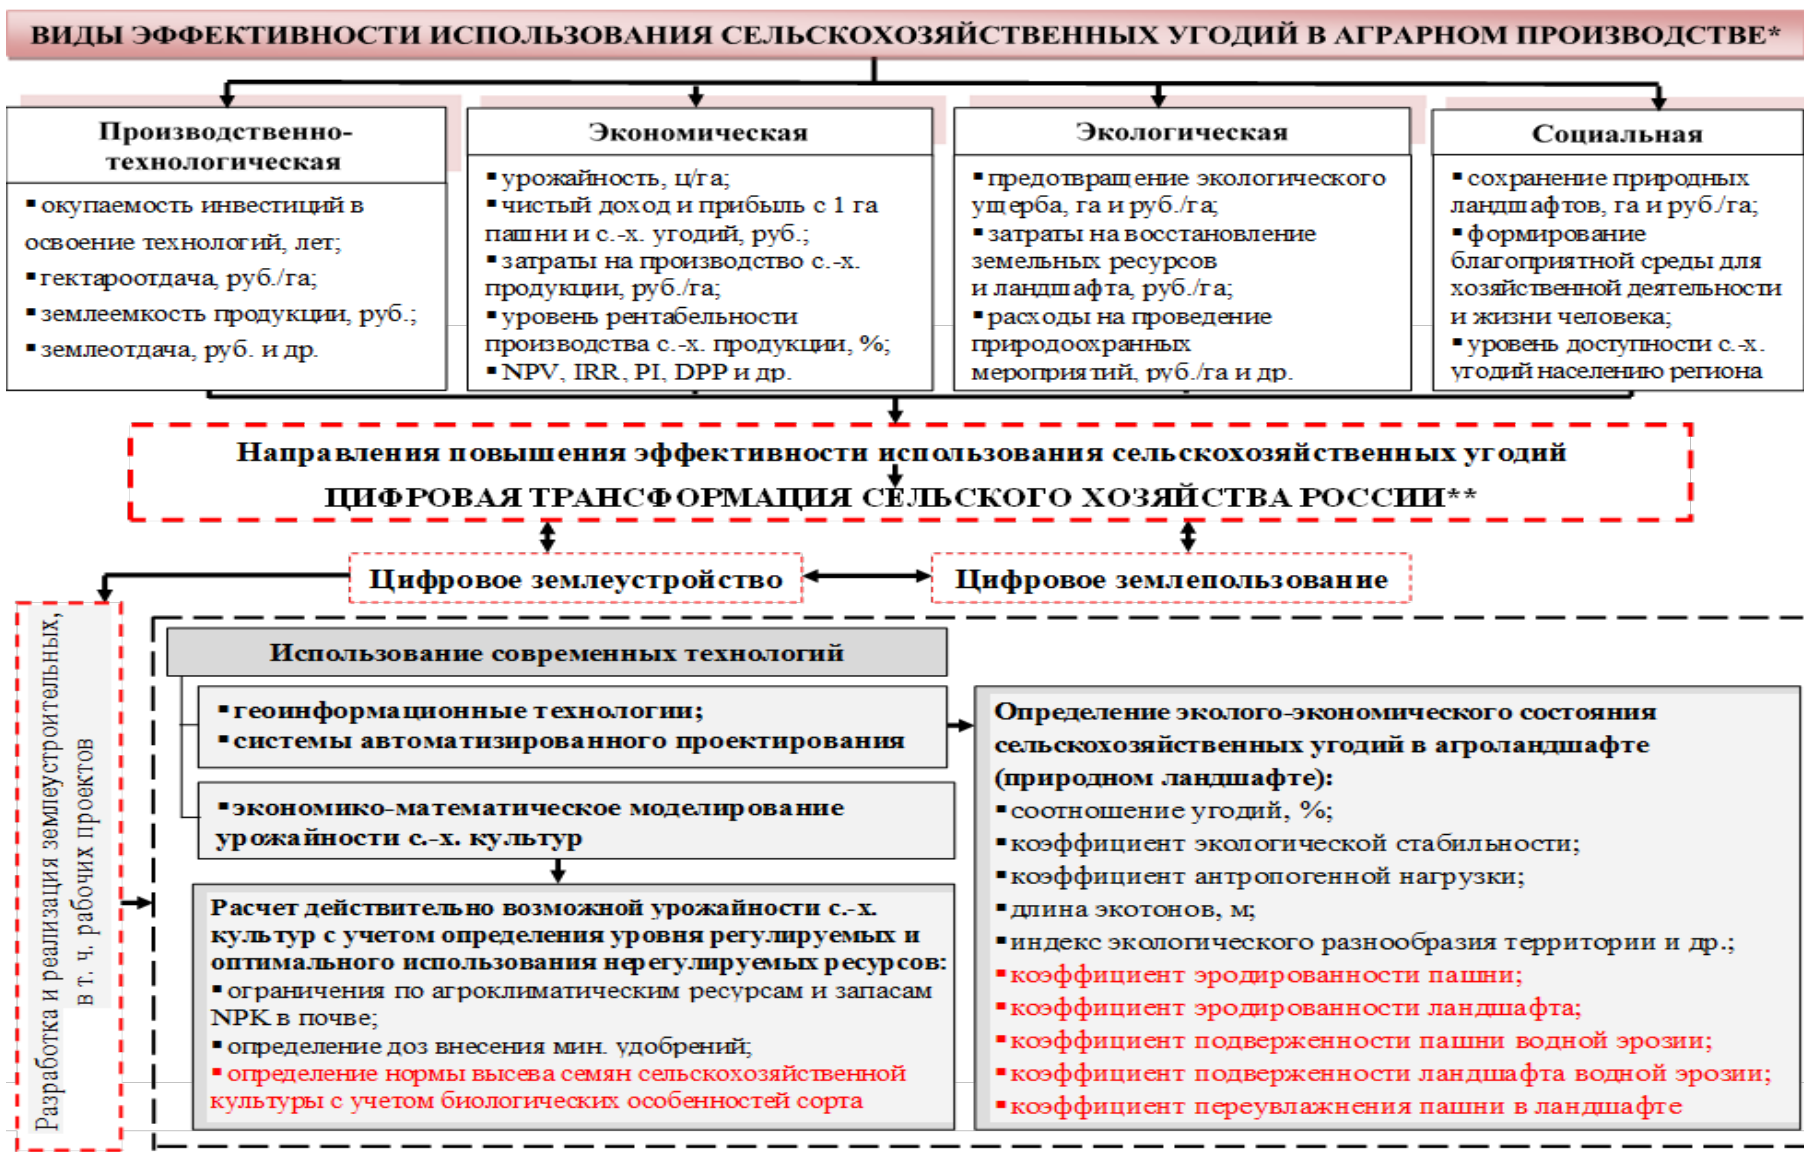 ВИДЫ ЭФФЕКТИВНОСТИ ИСПОЛЬЗОВАНИЯ СЕЛЬСКОХОЗЯЙСТВЕННЫХ УГОДИЙ В АГРАРНОМ ПРОИЗВОДСТВЕ*
Производственно-
технологическая
▪ окупаемость инвестиций в
освоение технологий, лет;
▪ гектароотдача, руб./га;
▪ землеемкость продукции, руб.;
▪ землеотдача, руб. и др.
Экономическая
▪ урожайность, ц/га;
▪ чистый доход и прибыль с 1 га
пашни и с.-х. угодий, руб.;
▪ затраты на производство с.-х.
продукции, руб./га;
▪ уровень рентабельности
производства с.-х. продукции, %;
▪ NPV, IRR, PI, DPP и др.
Экологическая
▪ предотвращение экологического
ущерба, га и руб./га;
▪ затраты на восстановление
земельных ресурсов
и ландшафта, руб./га;
▪ расходы на проведение
природоохранных
мероприятий, руб./га и др.
Социальная
▪ сохранение природных
ландшафтов, га и руб./га;
▪ формирование
благоприятной среды для
хозяйственной деятельности
и жизни человека;
▪ уровень доступности с.-х.
угодий населению региона
Направления повышения эффективности использования сельскохозяйственных угодий
ЦИФРОВАЯ ТРАНСФОРМАЦИЯ СЕЛЬСКОГО ХОЗЯЙСТВА РОССИИ**
Цифровое землеустройство
Цифровое землепользование
Разработка и реализация землеустроительных,
в т. ч. рабочих проектов
Использование современных технологий
▪ геоинформационные технологии;
▪ системы автоматизированного проектирования
▪ экономико-математическое моделирование
урожайности с.-х. культур
Расчет действительно возможной урожайности с.-х.
культур с учетом определения уровня регулируемых и
оптимального использования нерегулируемых ресурсов:
▪ ограничения по агроклиматическим ресурсам и запасам
NPK в почве;
▪ определение доз внесения мин. удобрений;
▪ определение нормы высева семян сельскохозяйственной
культуры с учетом биологических особенностей сорта
Определение эколого-экономического состояния
сельскохозяйственных угодий в агроландшафте
(природном ландшафте):
▪ соотношение угодий, %;
▪ коэффициент экологической стабильности;
▪ коэффициент антропогенной нагрузки;
▪ длина экотонов, м;
▪ индекс экологического разнообразия территории и др.;
▪ коэффициент эродированности пашни;
▪ коэффициент эродированности ландшафта;
▪ коэффициент подверженности пашни водной эрозии;
▪ коэффициент подверженности ландшафта водной эрозии;
▪ коэффициент переувлажнения пашни в ландшафте